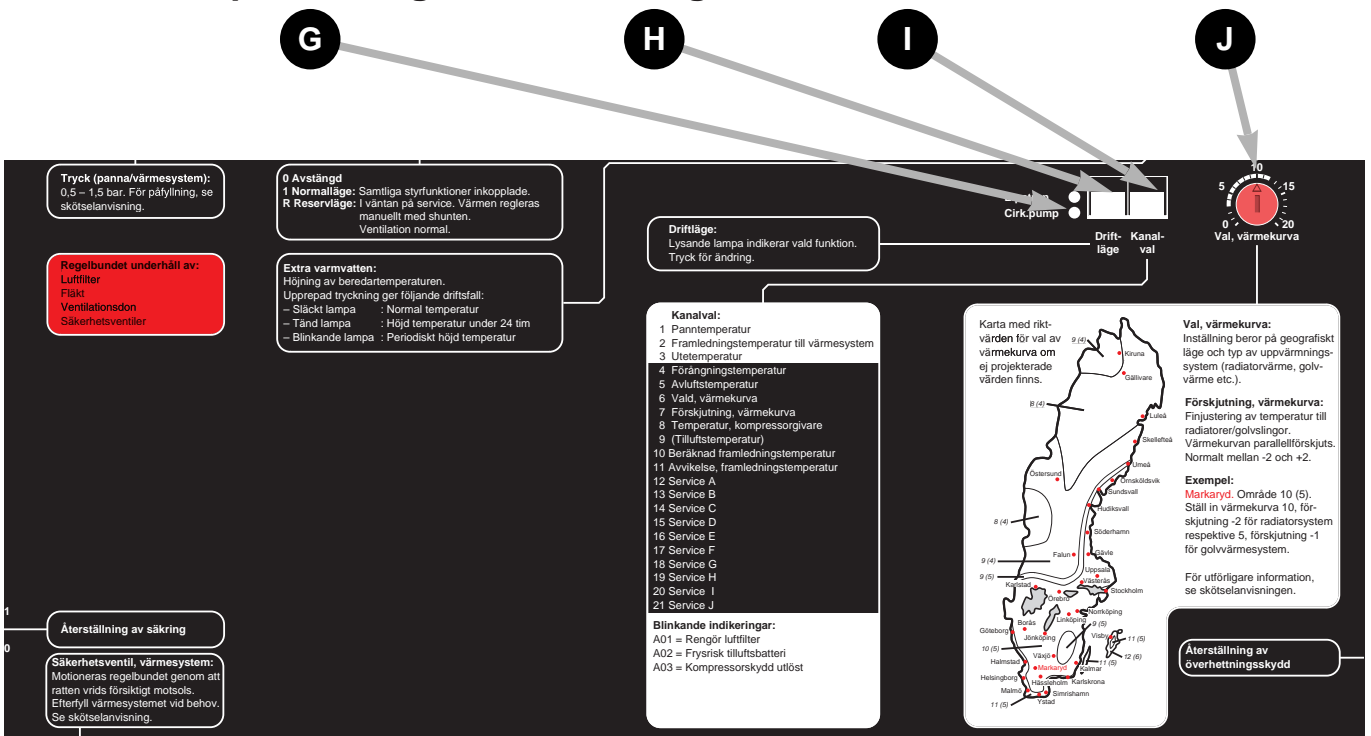 G
H
I
J
Tryck (panna/värmesystem):
0,5 – 1,5 bar. För påfyllning, se
skötselanvisning.
Regelbundet underhåll av:
Luftfilter
Fläkt
Ventilationsdon
Säkerhetsventiler
0 Avstängd
1 Normalläge: Samtliga styrfunktioner inkopplade.
R Reservläge: I väntan på service. Värmen regleras
manuellt med shunten.
Ventilation normal.
Extra varmvatten:
Höjning av beredartemperaturen.
Upprepad tryckning ger följande driftsfall:
– Släckt lampa : Normal temperatur
– Tänd lampa : Höjd temperatur under 24 tim
– Blinkande lampa : Periodiskt höjd temperatur
Cirk.pump
Driftläge:
Lysande lampa indikerar vald funktion.
Tryck för ändring.
Drift-
läge
Kanal-
val
10
5
15
0
20
Val, värmekurva
Kanalval:
1 Panntemperatur
2 Framledningstemperatur till värmesystem
3 Utetemperatur
4 Förångningstemperatur
5 Avluftstemperatur
6 Vald, värmekurva
7 Förskjutning, värmekurva
8 Temperatur, kompressorgivare
9 (Tilluftstemperatur)
10 Beräknad framledningstemperatur
11 Avvikelse, framledningtemperatur
12 Service A
13 Service B
14 Service C
15 Service D
16 Service E
17 Service F
18 Service G
19 Service H
20 Service I
21 Service J
Blinkande indikeringar:
A01 = Rengör luftfilter
A02 = Frysrisk tilluftsbatteri
A03 = Kompressorskydd utlöst
Karta med rikt-
värden för val av
värmekurva om
ej projekterade
värden finns.
9 (4)
Kiruna
Gällivare
8 (4)
Luleå
Skellefteå
Umeå
Östersund
Örnsköldsvik
Sundsvall
Hudiksvall
8 (4)
Söderhamn
Falun
Gävle
9 (4)
9 (5)
Uppsala
Karlstad
Västerås
Stockholm
Örebro
Norrköping
Linköping
Borås
9 (5)
Göteborg
Jönköping
Visby
11 (5)
10 (5)
Växjö
12 (6)
Halmstad
Markaryd
Kalmar
11 (5)
Helsingborg
Hässleholm
Karlskrona
Malmö
Simrishamn
Ystad
11 (5)
Val, värmekurva:
Inställning beror på geografiskt
läge och typ av uppvärmnings-
system (radiatorvärme, golv-
värme etc.).
Förskjutning, värmekurva:
Finjustering av temperatur till
radiatorer/golvslingor.
Värmekurvan parallellförskjuts.
Normalt mellan -2 och +2.
Exempel:
Markaryd. Område 10 (5).
Ställ in värmekurva 10, för-
skjutning -2 för radiatorsystem
respektive 5, förskjutning -1
för golvvärmesystem.
För utförligare information,
se skötselanvisningen.
1
0
Återställning av säkring
Säkerhetsventil, värmesystem:
Motioneras regelbundet genom att
ratten vrids försiktigt motsols.
Efterfyll värmesystemet vid behov.
Se skötselanvisning.
Återställning av
överhettningsskydd